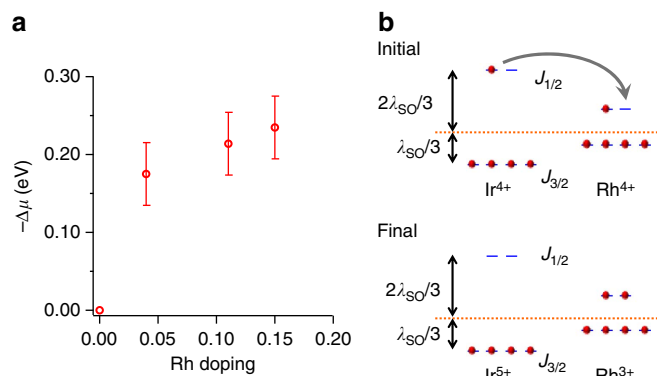 a
0.30
0.20
0.10
0.00
−Δμ (eV)
0.00 0.05 0.10 0.15 0.20
Rh doping
b
Initial
J1/2
2λSO/3
λSO/3
J3/2
Ir4+ Rh4+
Final
J1/2
2λSO/3
λSO/3
J3/2
Ir5+ Rh3+